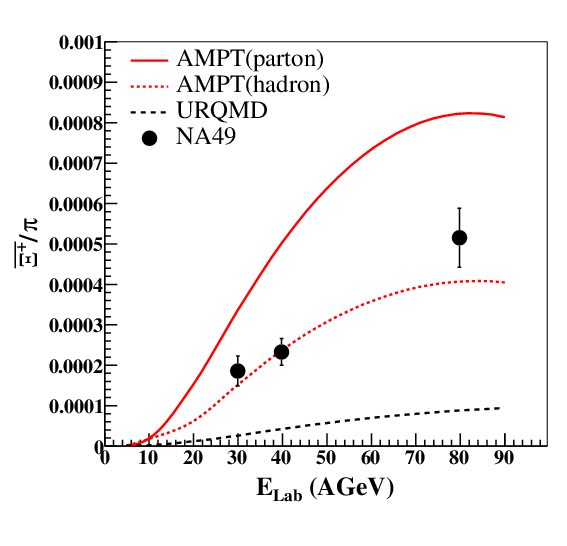 0.001
0.0009
0.0008
0.0007
0.0006
0.0005
0.0004
0.0003
0.0002
0.0001
0
AMPT(parton)
AMPT(hadron)
URQMD
NA49
Ξ̅⁺/π
0 10 20 30 40 50 60 70 80 90
E_Lab (AGeV)